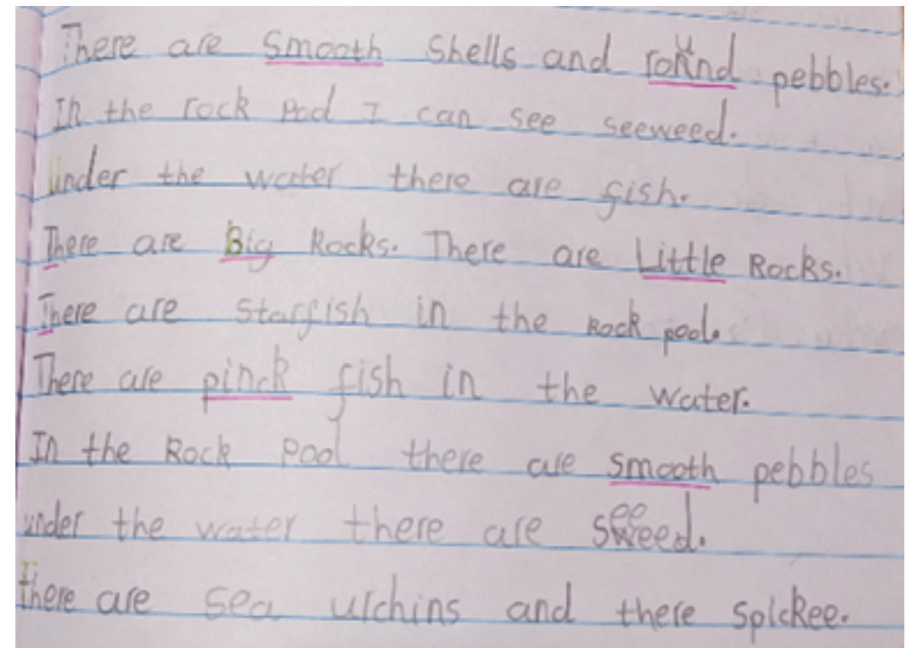 There are smooth shells and round pebbles.
In the rock pool I can see seeweed.
Under the water there are fish.
There are Big Rocks. There are Little Rocks.
There are starfish in the Rock pool.
There are pinck fish in the water.
In the Rock Pool there are smooth pebbles
under the water there are seeweed.
there are sea urchins and there spickee.